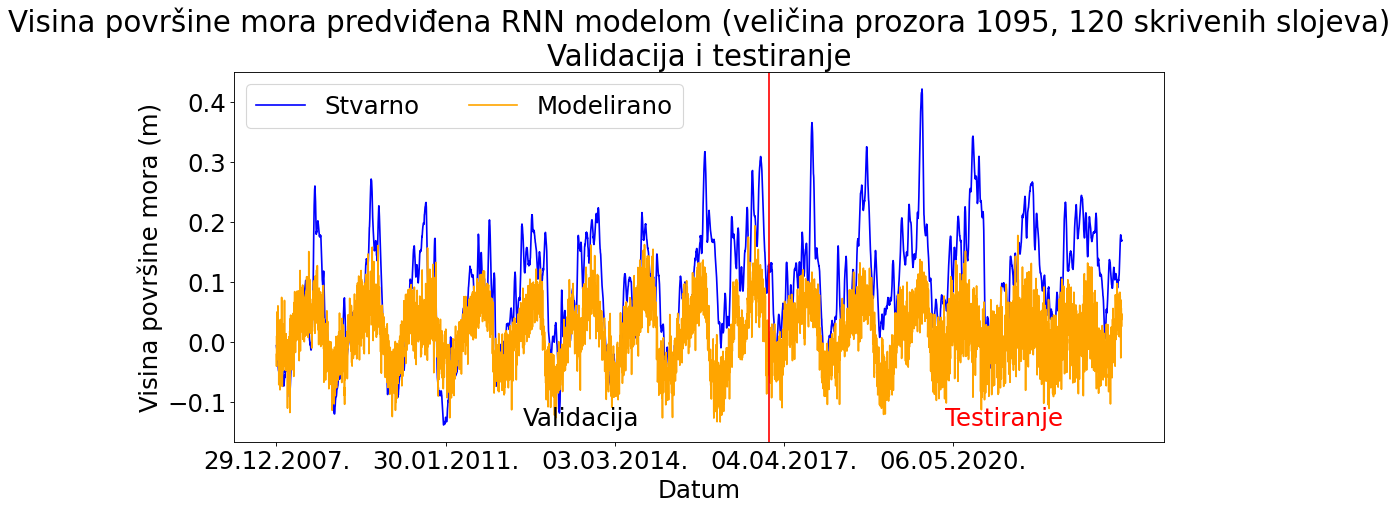 Visina površine mora predviđena RNN modelom (veličina prozora 1095, 120 skrivenih slojeva)
Validacija i testiranje
Stvarno Modelirano
Visina površine mora (m)
0.4
0.3
0.2
0.1
0.0
−0.1
Validacija Testiranje
29.12.2007. 30.01.2011. 03.03.2014. 04.04.2017. 06.05.2020.
Datum